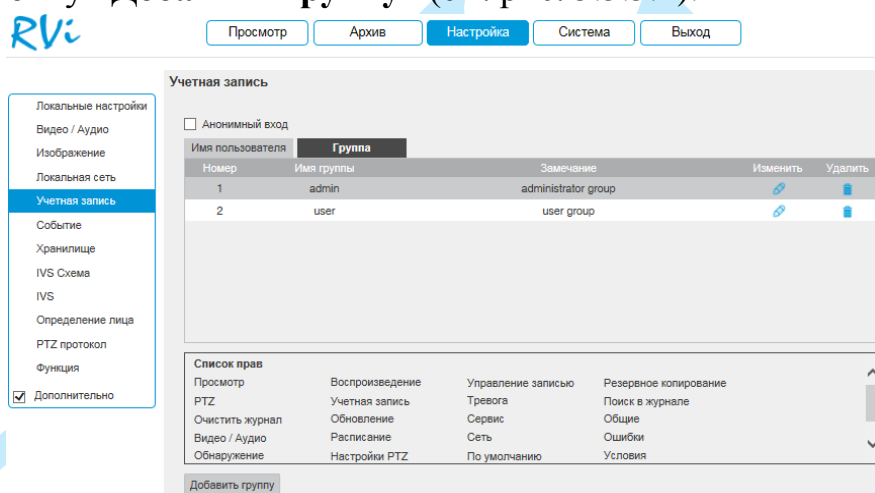 RVi
Просмотр Архив Настройка Система Выход
Учетная запись
Локальные настройки
Видео / Аудио
Изображение
Локальная сеть
Учетная запись
Событие
Хранилище
IVS Схема
IVS
Определение лица
PTZ протокол
Функция
Дополнительно
Анонимный вход
Имя пользователя Группа
Номер Имя группы Замечание Изменить Удалить
1 admin administrator group
2 user user group
Список прав
Просмотр Воспроизведение Управление записью Резервное копирование
PTZ Учетная запись Тревога Поиск в журнале
Очистить журнал Обновление Сервис Общие
Видео / Аудио Расписание Сеть Ошибки
Обнаружение Настройки PTZ По умолчанию Условия
Добавить группу